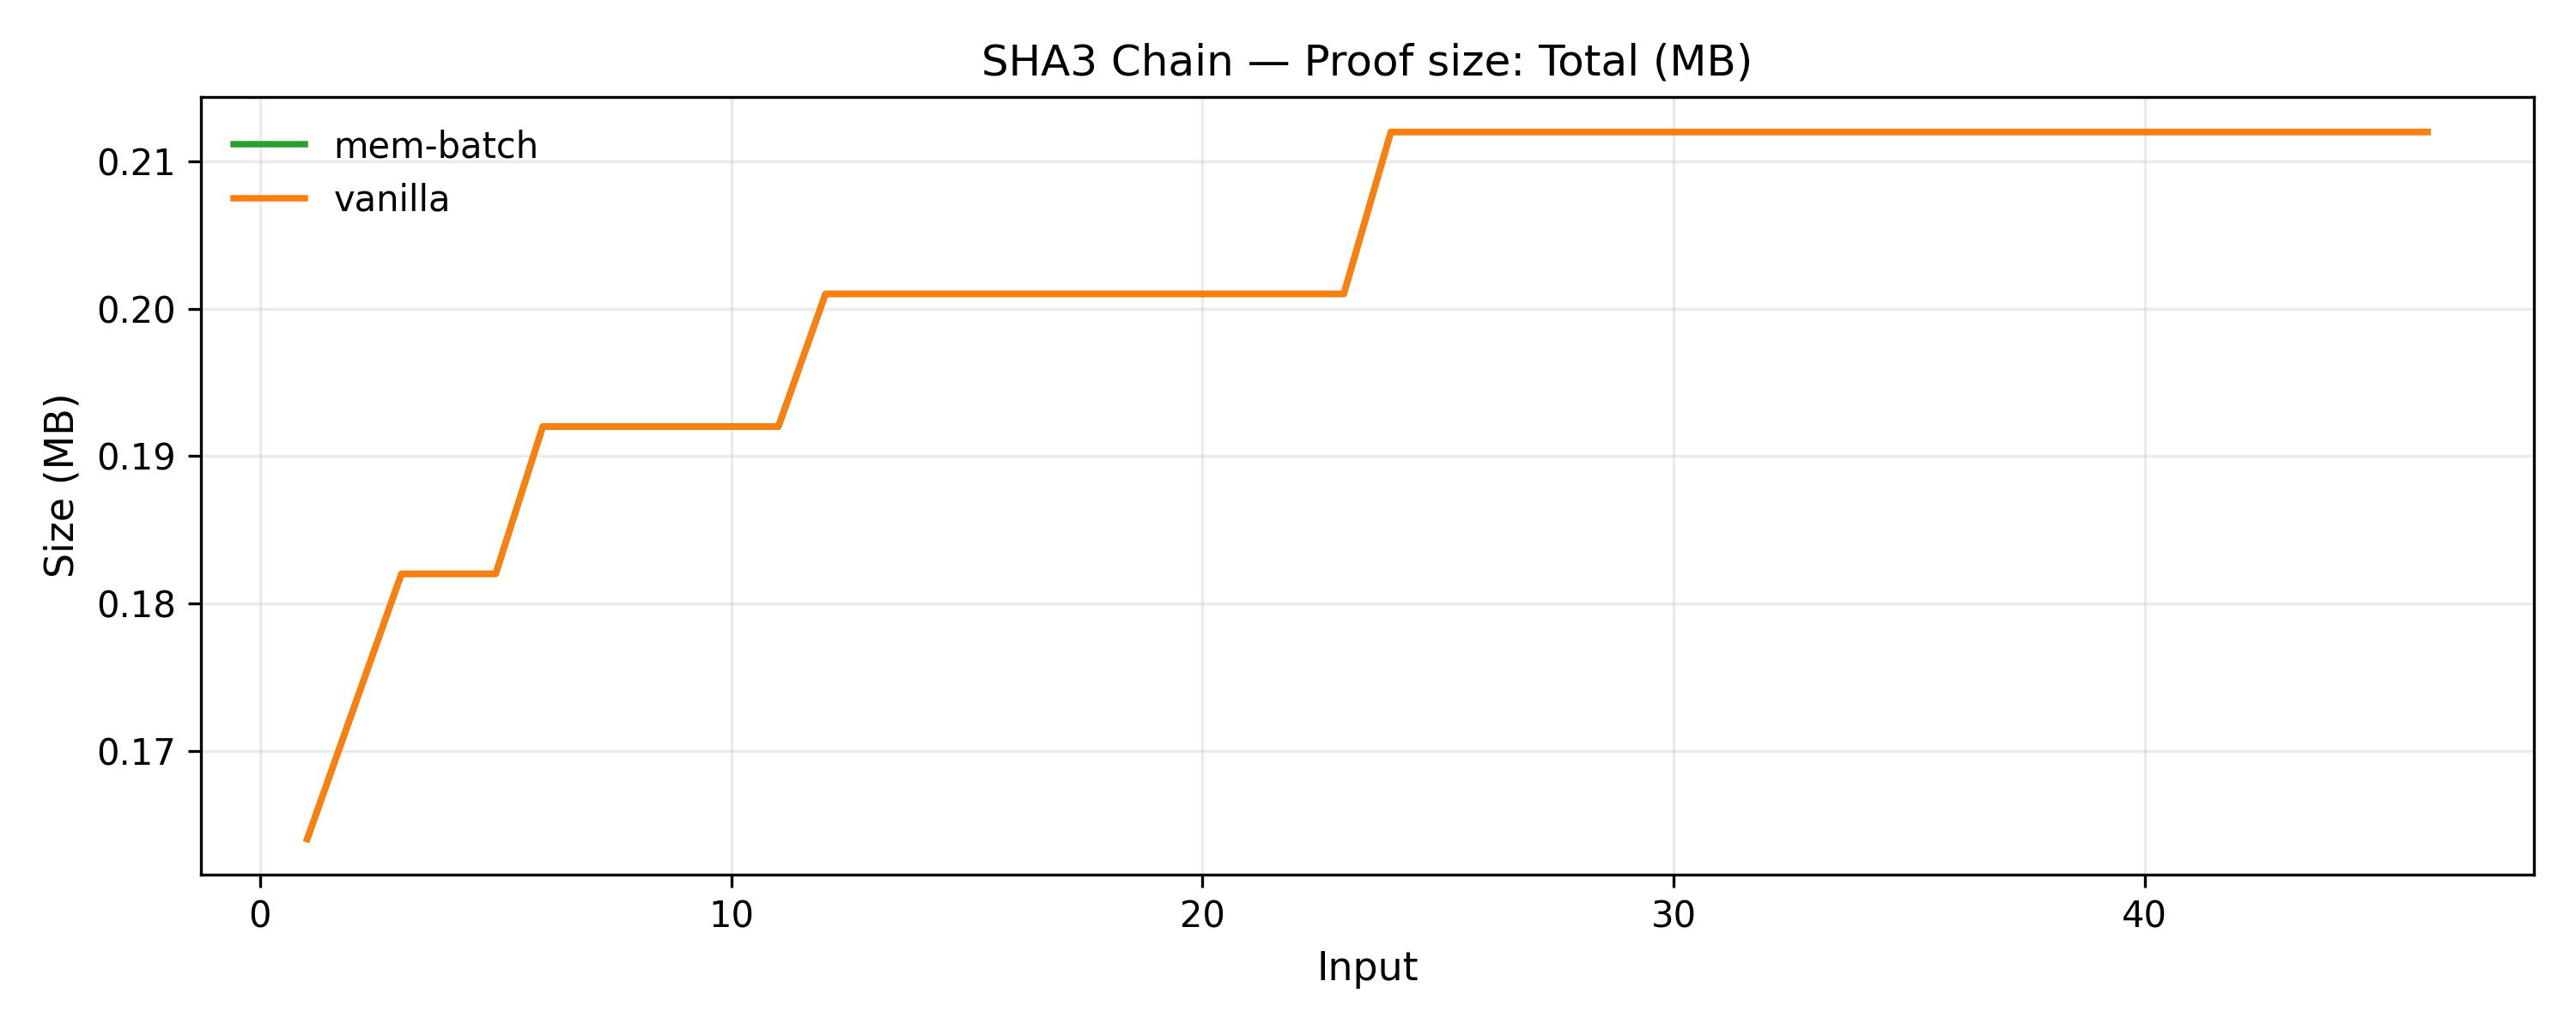 SHA3 Chain — Proof size: Total (MB)
mem-batch
vanilla
Size (MB)
0.21
0.20
0.19
0.18
0.17
0
10
20
30
40
Input